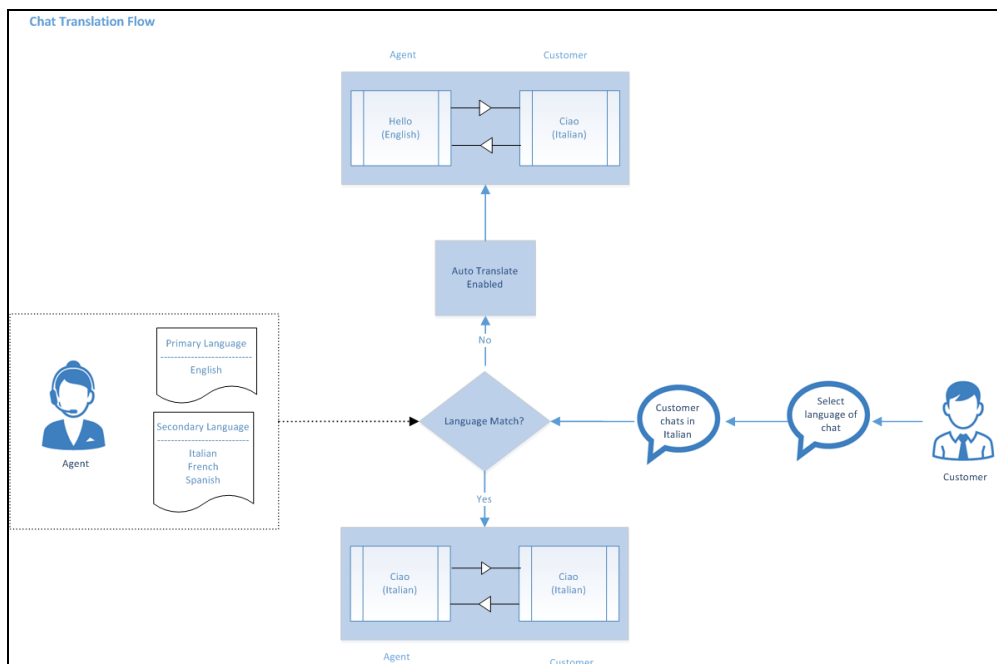 Chat Translation Flow
Agent
Customer
Hello
(English)
Ciao
(Italian)
Auto Translate
Enabled
No
Primary Language
English
Secondary Language
Italian
French
Spanish
Agent
Language Match?
Customer
chats in
Italian
Select
language of
chat
Customer
Yes
Ciao
(Italian)
Ciao
(Italian)
Agent
Customer